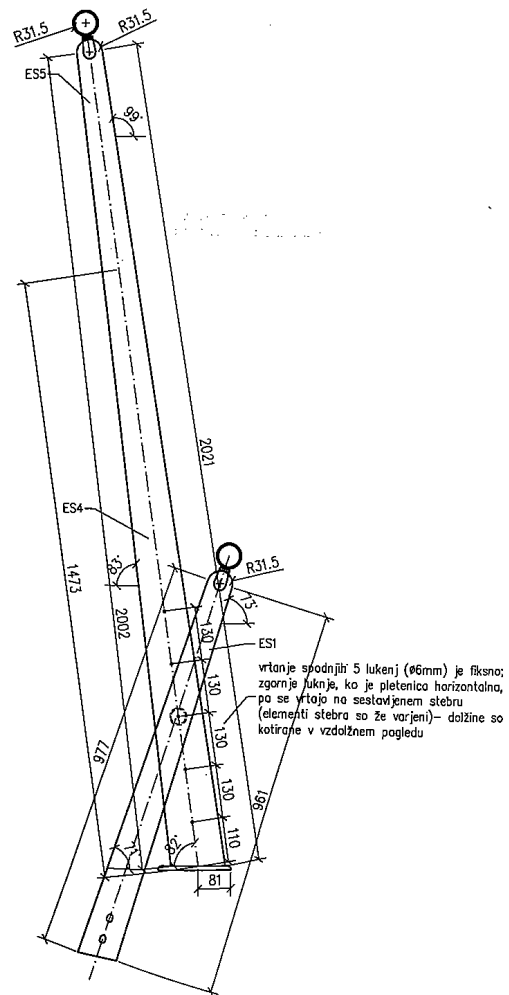 R31.5
R31.5
ES5
99°
2021
ES4
83°
1473
2002
R31.5
73°
130
ES1
130
130
130
110
vrtanje spodnjih 5 lukenj (ø6mm) je fiksno;
zgornje luknje, ko je pletenica horizontalna,
pa se vrtajo na sestavljenem stebru
(elementi stebra so že varjeni)– dolžine so
kotirane v vzdolžnem pogledu
977
961
82°
81